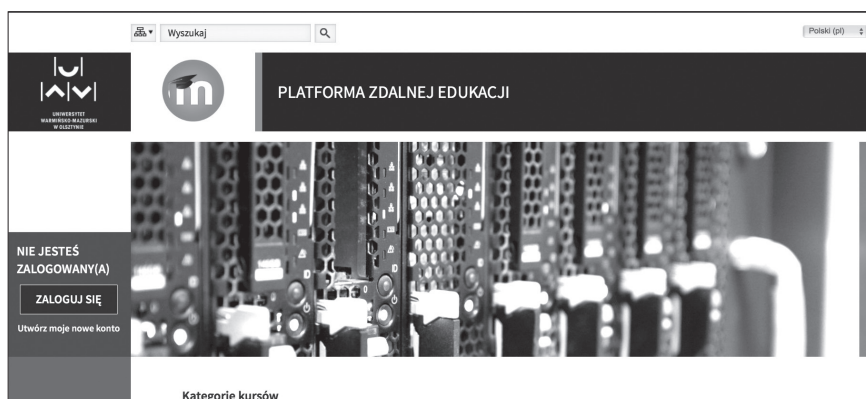 Wyszukaj
Polski (pl)
UNIWERSYTET
WARMIŃSKO-MAZURSKI
W OLSZTYNIE
m
PLATFORMA ZDALNEJ EDUKACJI
NIE JESTEŚ
ZALOGOWANY(A)
ZALOGUJ SIĘ
Utwórz moje nowe konto
Kategorie kursów